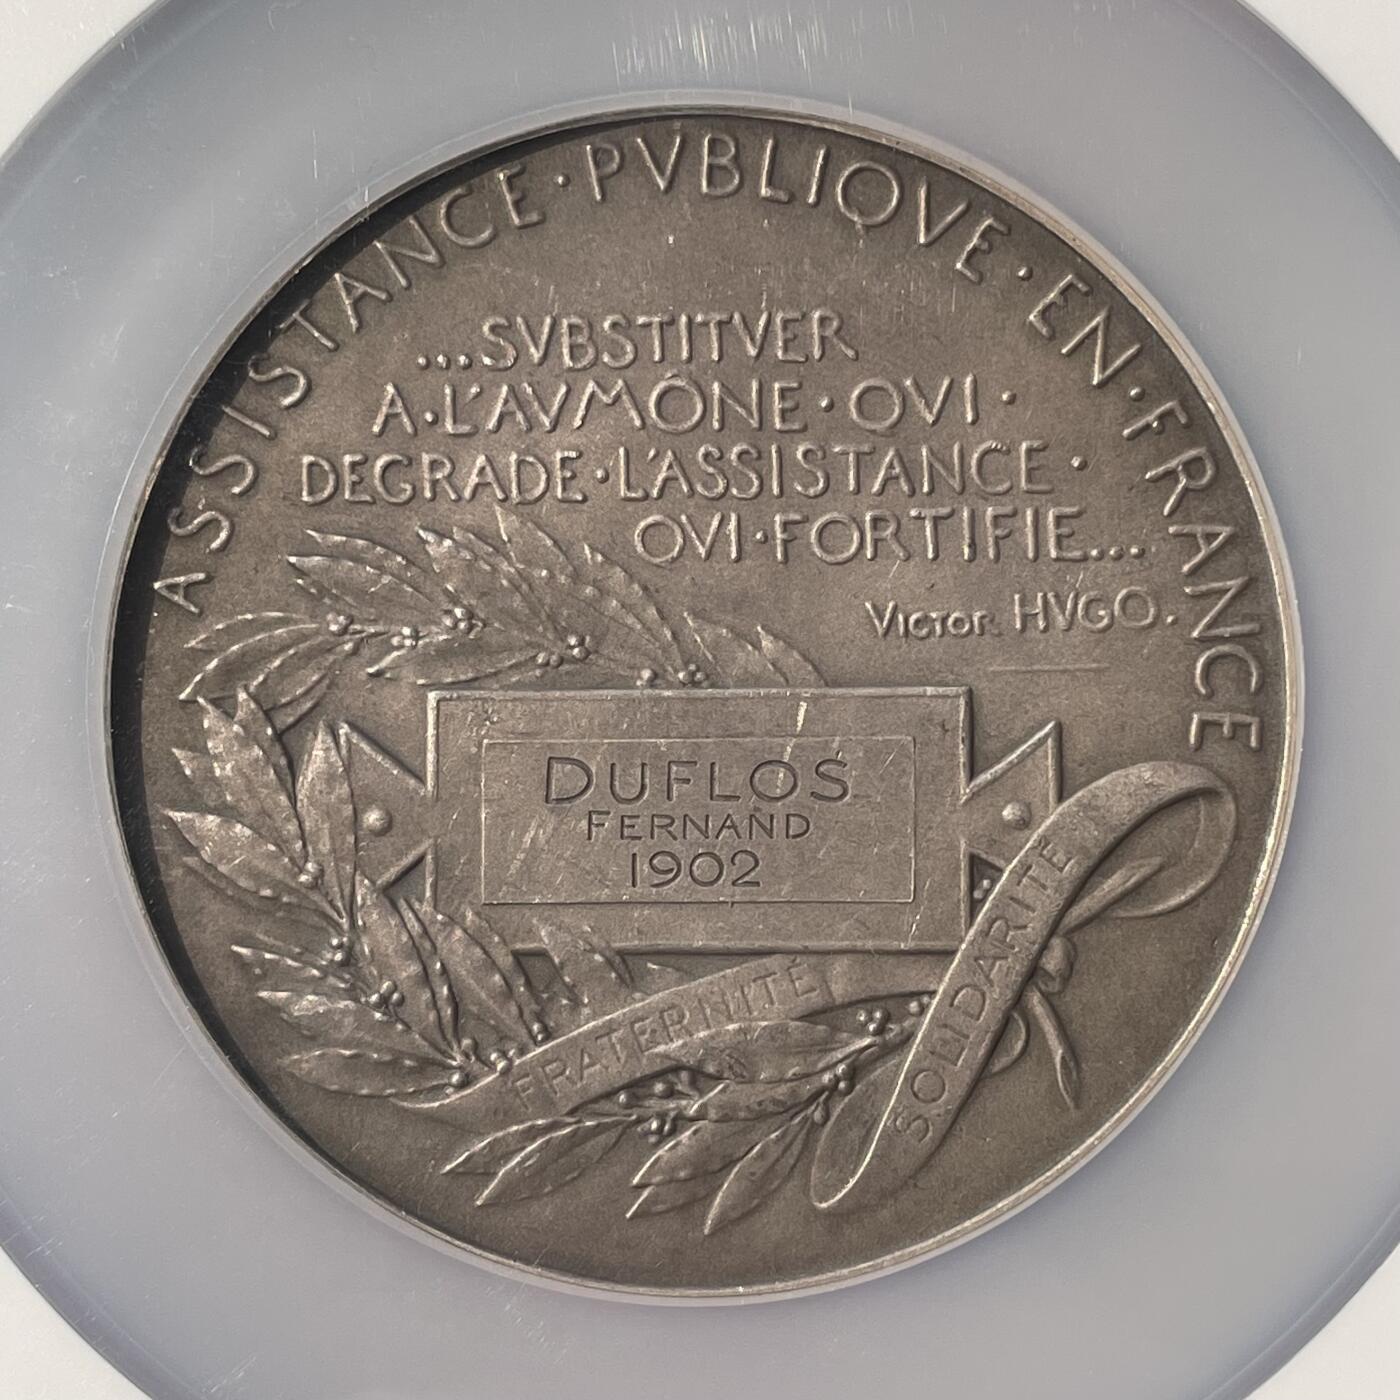 ASSISTANCE·PVBLIQVE·EN·FRANCE
...SVBSTITVER
A·L'AVMÔNE·QVI·
DEGRADE·L'ASSISTANCE·
QVI·FORTIFIE...
VICTOR HVGO.
DUFLOS
FERNAND
1902
FRATERNITÉ
SOLIDARITÉ